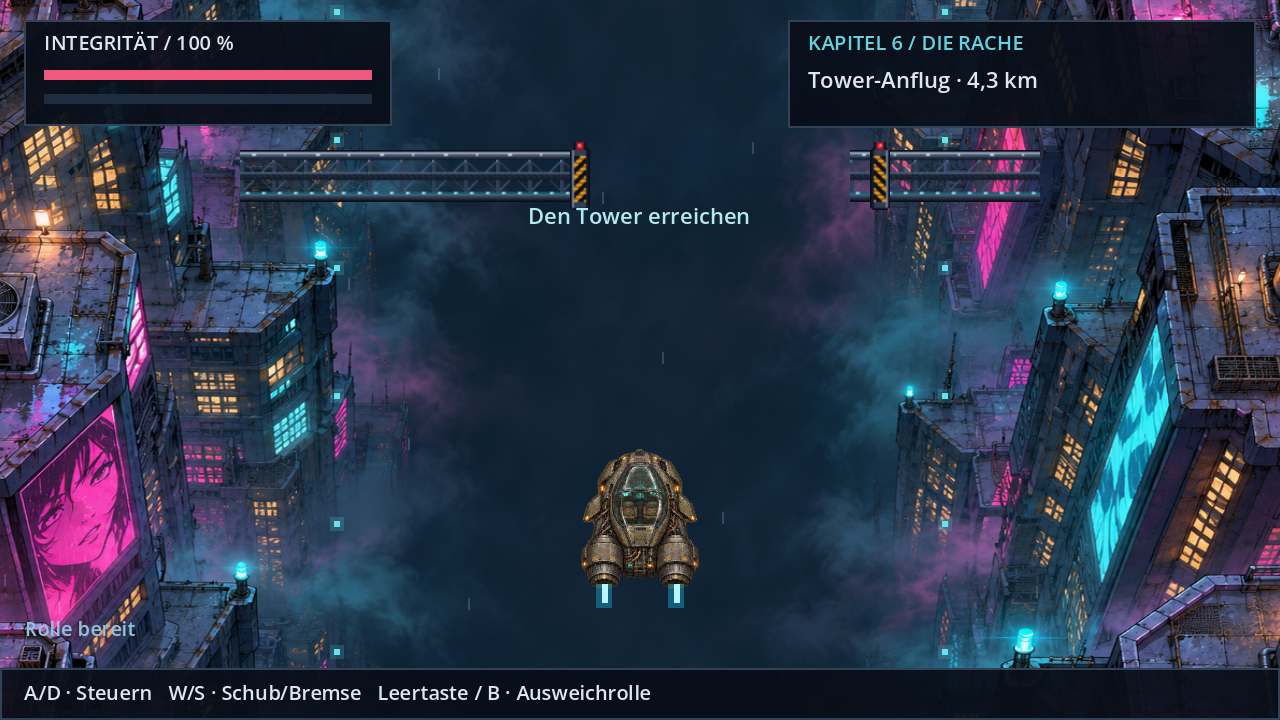 INTEGRITÄT / 100 %
KAPITEL 6 / DIE RACHE
Tower-Anflug · 4,3 km
Den Tower erreichen
Rolle bereit
A/D · Steuern W/S · Schub/Bremse Leertaste / B · Ausweichrolle